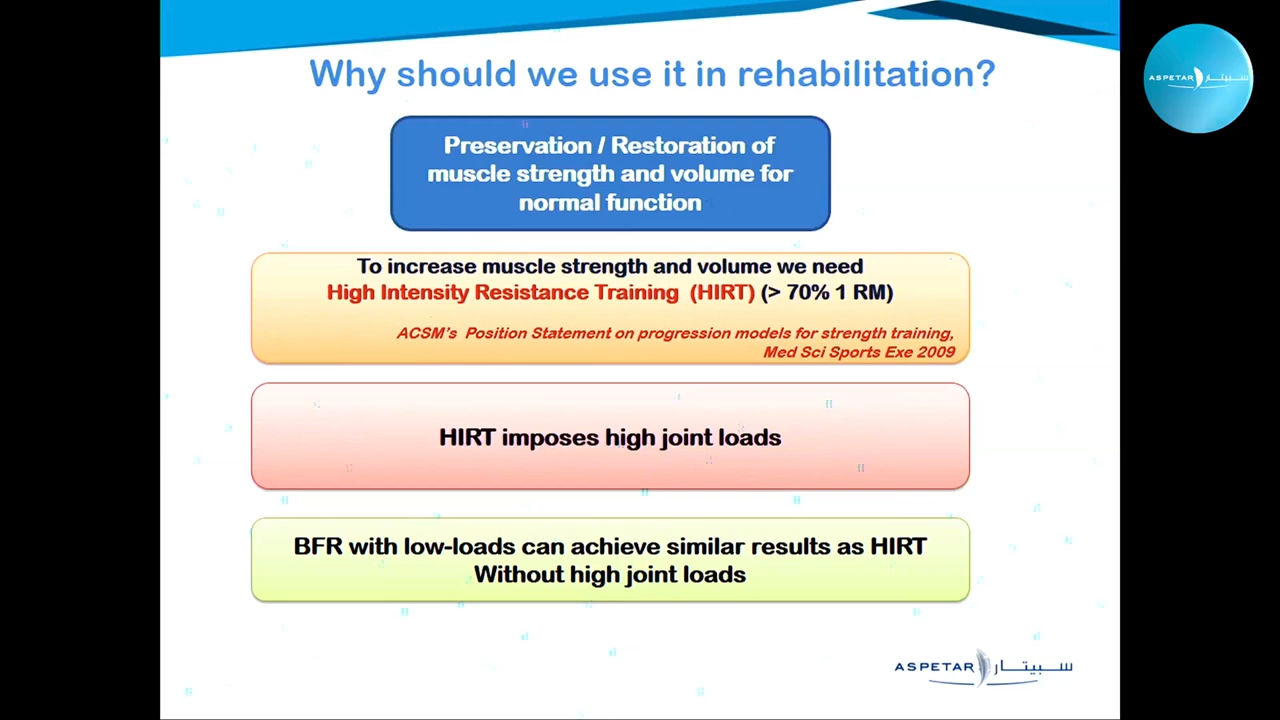 Why should we use it in rehabilitation?
Preservation / Restoration of
muscle strength and volume for
normal function
To increase muscle strength and volume we need
High Intensity Resistance Training (HIRT) (> 70% 1 RM)
ACSM's Position Statement on progression models for strength training,
Med Sci Sports Exe 2009
HIRT imposes high joint loads
BFR with low-loads can achieve similar results as HIRT
Without high joint loads
ASPETAR سبيتار
ASPETAR سبيتار